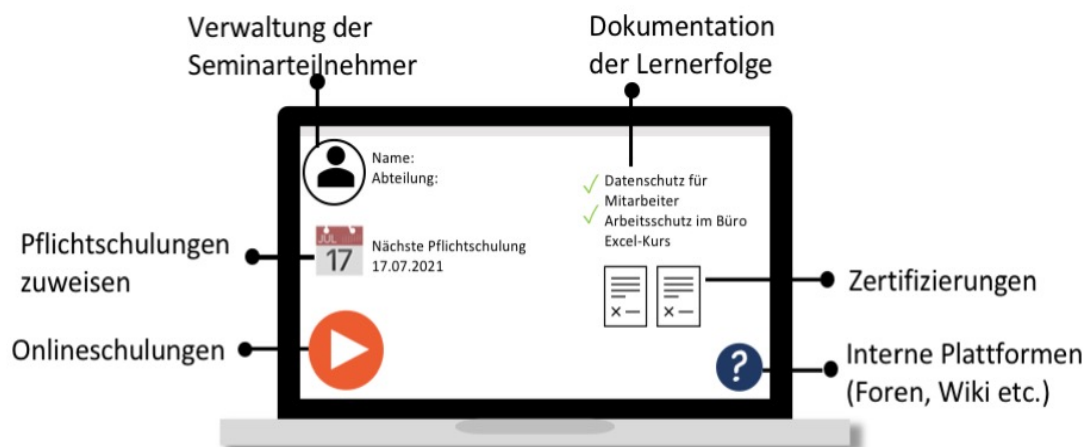 Verwaltung der
Seminarteilnehmer
Dokumentation
der Lernerfolge
Name:
Abteilung:
Datenschutz für
Mitarbeiter
Arbeitsschutz im Büro
Excel-Kurs
Pflichtschulungen
zuweisen
JUL
17
Nächste Pflichtschulung
17.07.2021
Zertifizierungen
Onlineschulungen
?
Interne Plattformen
(Foren, Wiki etc.)